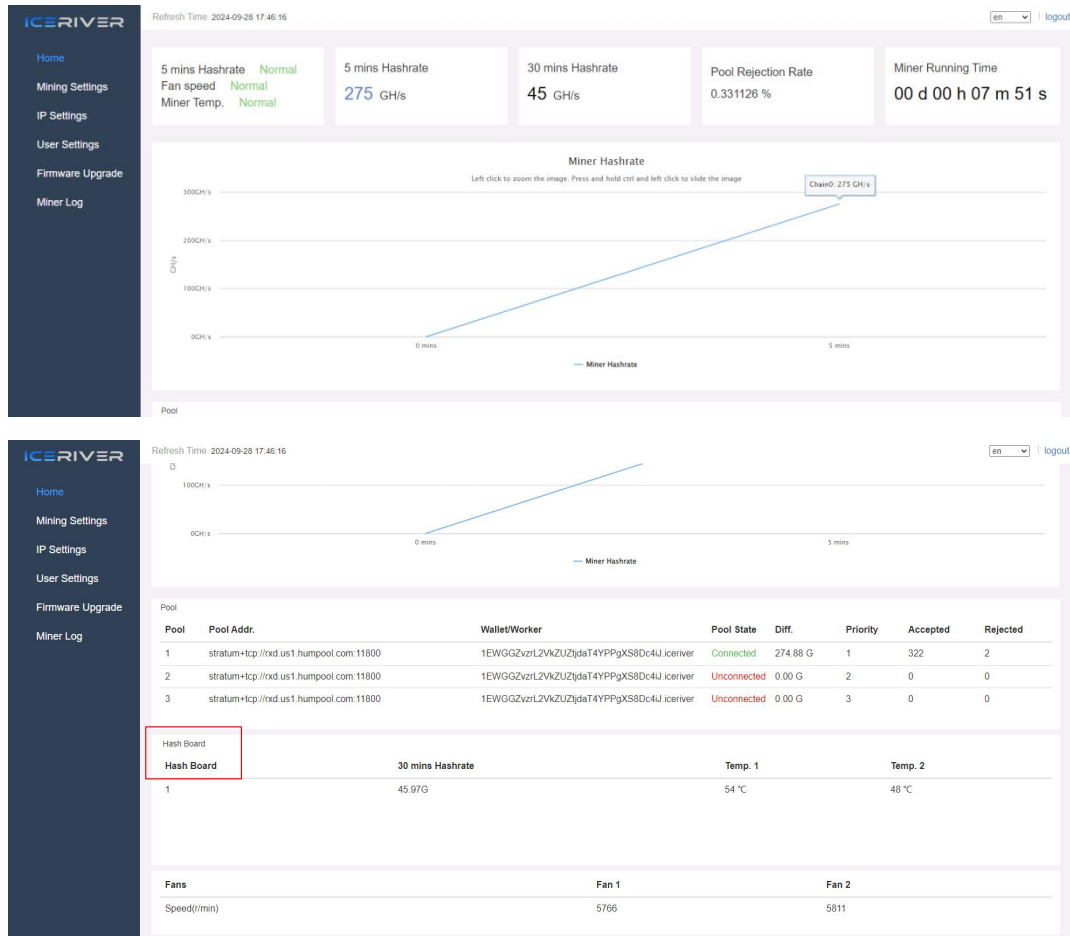 ICERIVER
Refresh Time 2024-09-28 17:46:16
en
logout
Home
Mining Settings
IP Settings
User Settings
Firmware Upgrade
Miner Log
5 mins Hashrate Normal
Fan speed Normal
Miner Temp. Normal
5 mins Hashrate
275 GH/s
30 mins Hashrate
45 GH/s
Pool Rejection Rate
0.331126 %
Miner Running Time
00 d 00 h 07 m 51 s
Miner Hashrate
Left click to zoom the image. Press and hold ctrl and left click to slide the image
Chain0: 275 GH/s
300GH/s
200GH/s
GH/s
100GH/s
0GH/s
0 mins 5 mins
Miner Hashrate
Pool
ICERIVER
Refresh Time 2024-09-28 17:46:16
en
logout
Home
Mining Settings
IP Settings
User Settings
Firmware Upgrade
Miner Log
G
100GH/s
0GH/s
0 mins 5 mins
Miner Hashrate
Pool
Pool Pool Addr. Wallet/Worker Pool State Diff. Priority Accepted Rejected
1 stratum+tcp://rxd.us1.humpool.com:11800 1EWGGZvzrL2VkZUZtjdaT4YPPgXS8Dc4iJ.iceriver Connected 274.88 G 1 322 2
2 stratum+tcp://rxd.us1.humpool.com:11800 1EWGGZvzrL2VkZUZtjdaT4YPPgXS8Dc4iJ.iceriver Unconnected 0.00 G 2 0 0
3 stratum+tcp://rxd.us1.humpool.com:11800 1EWGGZvzrL2VkZUZtjdaT4YPPgXS8Dc4iJ.iceriver Unconnected 0.00 G 3 0 0
Hash Board
Hash Board 30 mins Hashrate Temp. 1 Temp. 2
1 45.97G 54 ℃ 48 ℃
Fans Fan 1 Fan 2
Speed(r/min) 5766 5811